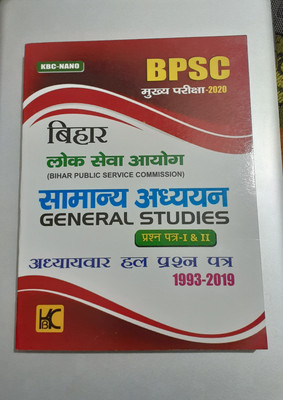 KBC-NANO
BPSC
मुख्य परीक्षा-2020
बिहार
लोक सेवा आयोग
(BIHAR PUBLIC SERVICE COMMISSION)
सामान्य अध्ययन
GENERAL STUDIES
प्रश्न पत्र-I & II
अध्यायवार हल प्रश्न पत्र
1993-2019
KBC